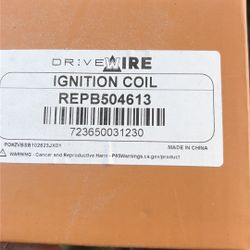 DRIVEWIRE
IGNITION COIL
REPB504613
723650031230
MADE IN CHINA
WARNING - Cancer and Reproductive Harm - P65Warnings.ca.gov/product